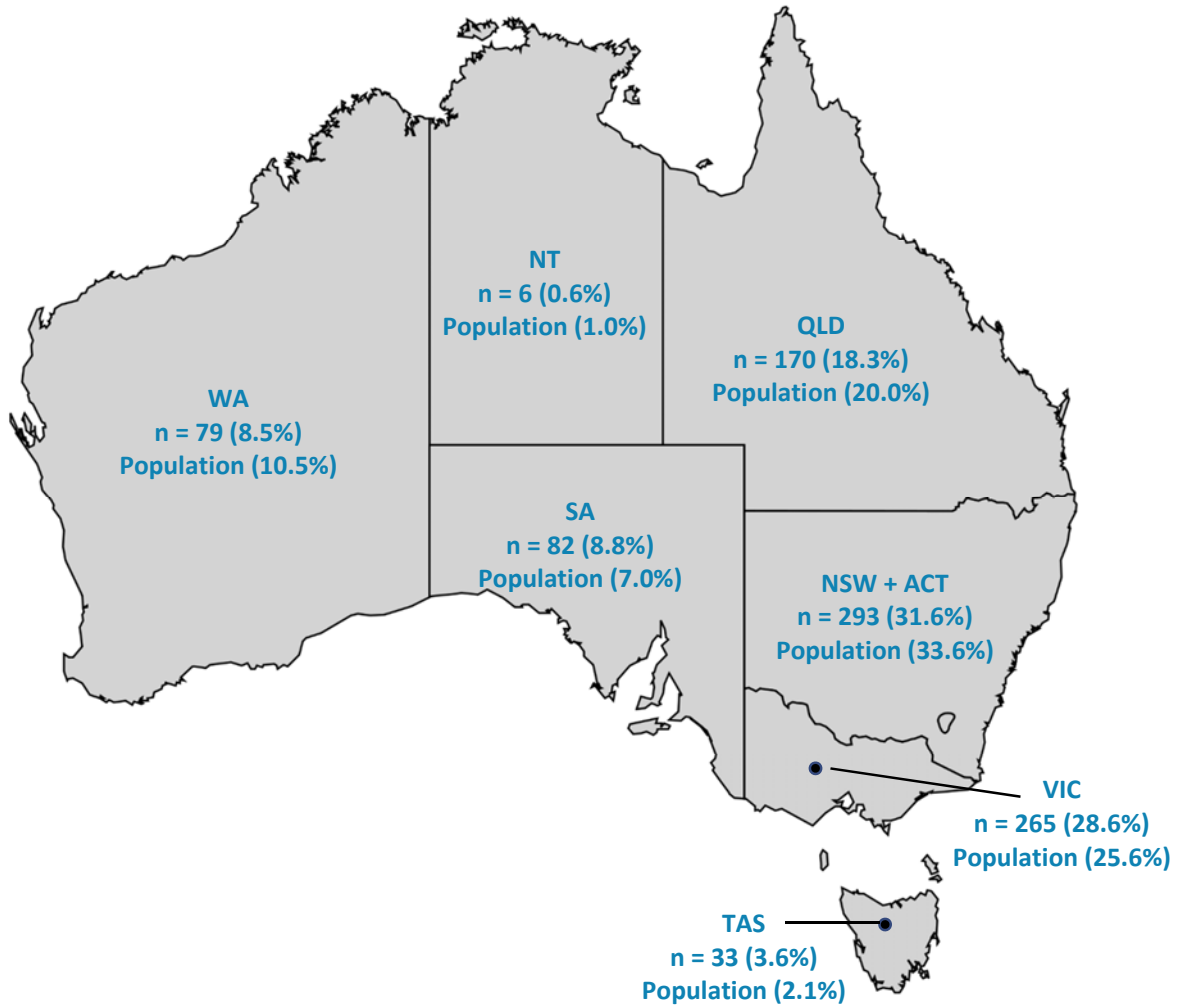 NT
n = 6 (0.6%)
Population (1.0%)
QLD
n = 170 (18.3%)
Population (20.0%)
WA
n = 79 (8.5%)
Population (10.5%)
SA
n = 82 (8.8%)
Population (7.0%)
NSW + ACT
n = 293 (31.6%)
Population (33.6%)
VIC
n = 265 (28.6%)
Population (25.6%)
TAS
n = 33 (3.6%)
Population (2.1%)